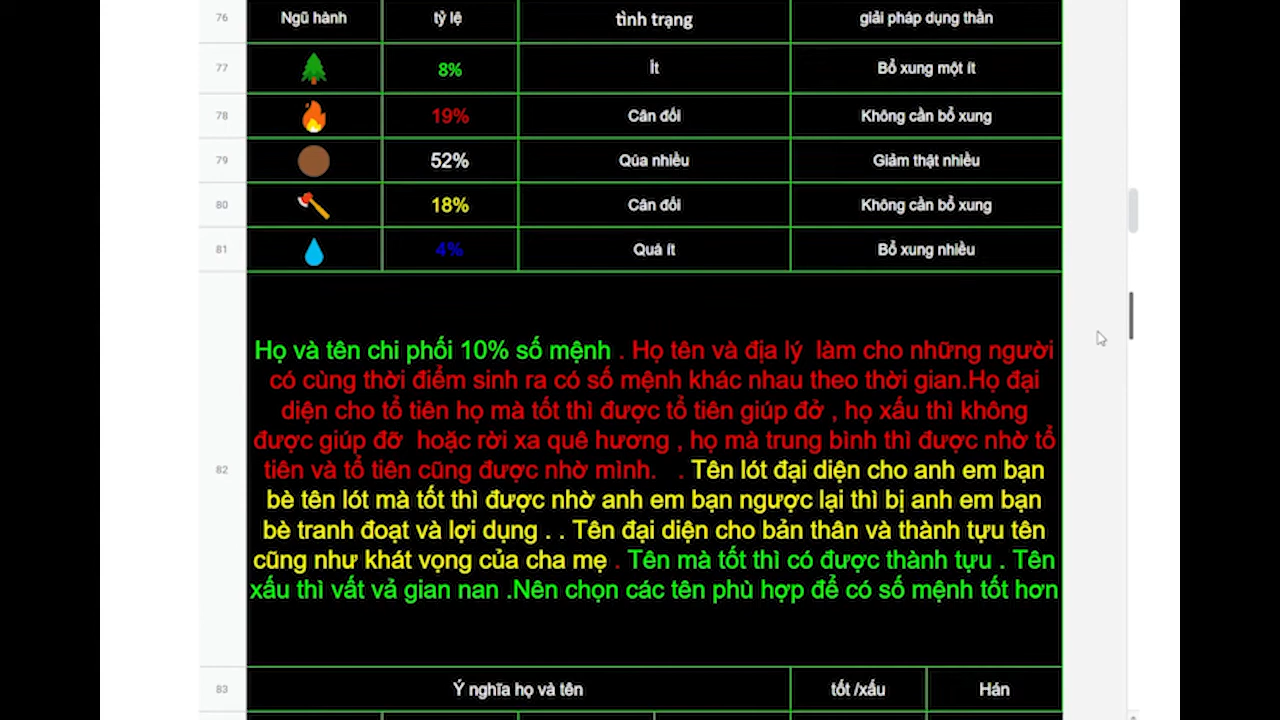 76 Ngũ hành tỷ lệ tình trạng giải pháp dụng thần
77 8% Ít Bổ xung một ít
78 19% Cân đối Không cần bổ xung
79 52% Qúa nhiều Giảm thật nhiều
80 18% Cân đối Không cần bổ xung
81 4% Quá ít Bổ xung nhiều
Họ và tên chi phối 10% số mệnh . Họ tên và địa lý làm cho những người
có cùng thời điểm sinh ra có số mệnh khác nhau theo thời gian.Họ đại
diện cho tổ tiên họ mà tốt thì được tổ tiên giúp đở , họ xấu thì không
được giúp đỡ hoặc rời xa quê hương , họ mà trung bình thì được nhờ tổ
82 tiên và tổ tiên cũng được nhờ mình. . Tên lót đại diện cho anh em bạn
bè tên lót mà tốt thì được nhờ anh em bạn ngược lại thì bị anh em bạn
bè tranh đoạt và lợi dụng . . Tên đại diện cho bản thân và thành tựu tên
cũng như khát vọng của cha mẹ . Tên mà tốt thì có được thành tựu . Tên
xấu thì vất vả gian nan .Nên chọn các tên phù hợp để có số mệnh tốt hơn
83 Ý nghĩa họ và tên tốt /xấu Hán